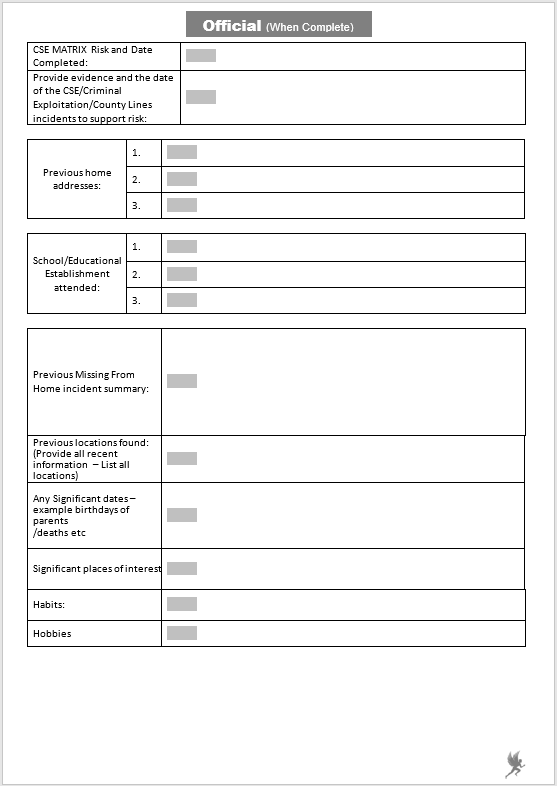 Official (When Complete)
CSE MATRIX Risk and Date
Completed:
Provide evidence and the date
of the CSE/Criminal
Exploitation/County Lines
incidents to support risk:
Previous home
addresses:
1.
2.
3.
School/Educational
Establishment
attended:
1.
2.
3.
Previous Missing From
Home incident summary:
Previous locations found:
(Provide all recent
information – List all
locations)
Any Significant dates –
example birthdays of
parents
/deaths etc
Significant places of interest
Habits:
Hobbies